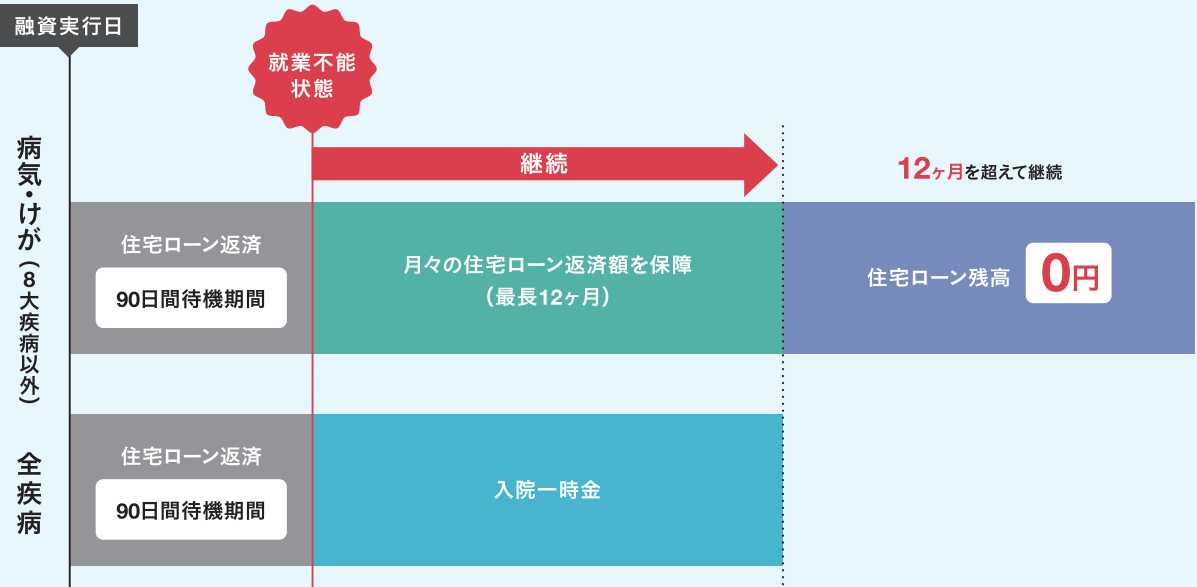 融資実行日
就業不能
状態
継続
12ヶ月を超えて継続
病気・けが(8大疾病以外)
住宅ローン返済
90日間待機期間
月々の住宅ローン返済額を保障
(最長12ヶ月)
住宅ローン残高 0円
全疾病
住宅ローン返済
90日間待機期間
入院一時金